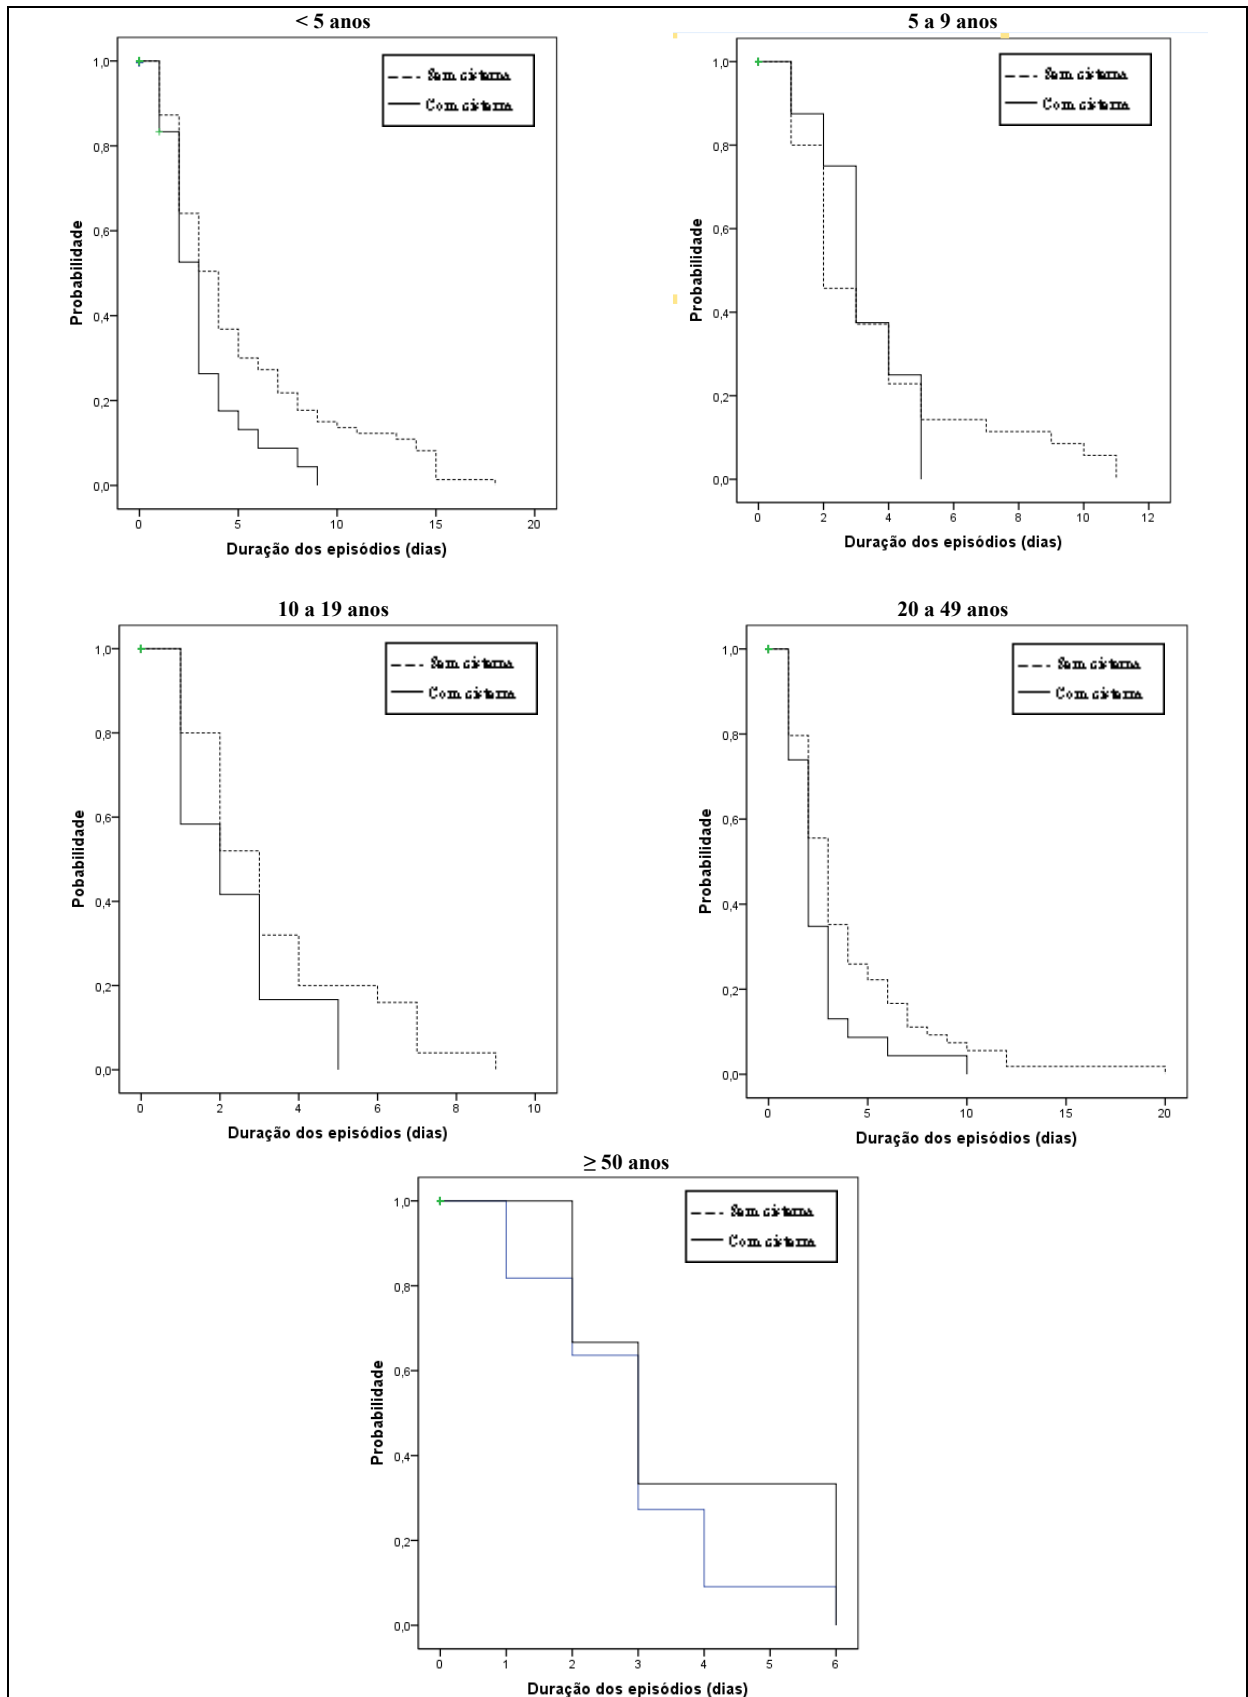 < 5 anos
5 a 9 anos
Sem cisterna
Com cisterna
Sem cisterna
Com cisterna
Probabilidade
1,0
0,8
0,6
0,4
0,2
0,0
0 5 10 15 20
Duração dos episódios (dias)
Probabilidade
1,0
0,8
0,6
0,4
0,2
0,0
0 2 4 6 8 10 12
Duração dos episódios (dias)
10 a 19 anos
20 a 49 anos
Sem cisterna
Com cisterna
Sem cisterna
Com cisterna
Pobabilidade
1,0
0,8
0,6
0,4
0,2
0,0
0 2 4 6 8 10
Duração dos episódios (dias)
Probabilidade
1,0
0,8
0,6
0,4
0,2
0,0
0 5 10 15 20
Duração dos episódios (dias)
≥ 50 anos
Sem cisterna
Com cisterna
Probabilidade
1,0
0,8
0,6
0,4
0,2
0,0
0 1 2 3 4 5 6
Duração dos episódios (dias)